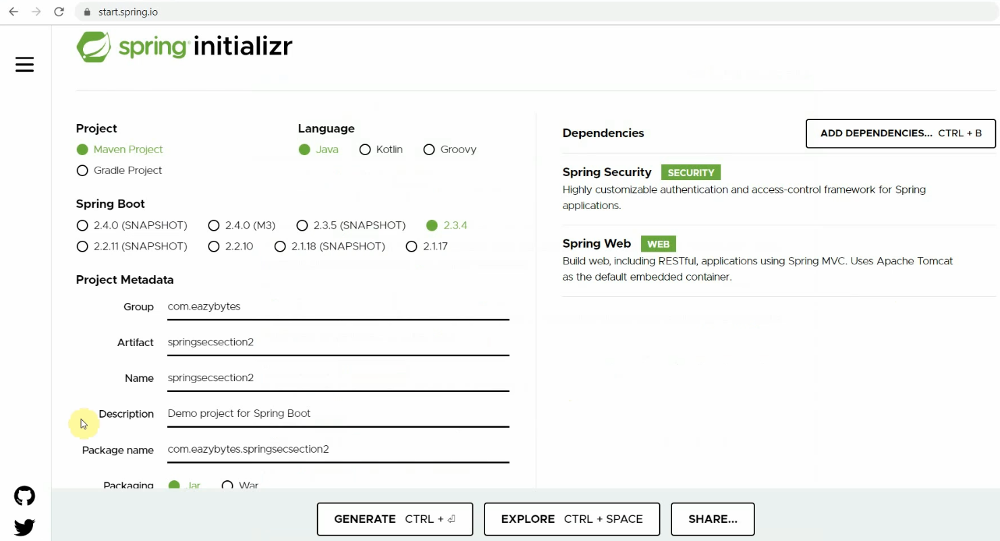 start.spring.io
spring initializr
Project
Maven Project
Gradle Project
Language
Java Kotlin Groovy
Spring Boot
2.4.0 (SNAPSHOT) 2.4.0 (M3) 2.3.5 (SNAPSHOT) 2.3.4
2.2.11 (SNAPSHOT) 2.2.10 2.1.18 (SNAPSHOT) 2.1.17
Project Metadata
Group com.eazybytes
Artifact springsecsection2
Name springsecsection2
Description Demo project for Spring Boot
Package name com.eazybytes.springsecsection2
Packaging Jar War
Dependencies
ADD DEPENDENCIES... CTRL + B
Spring Security SECURITY
Highly customizable authentication and access-control framework for Spring
applications.
Spring Web WEB
Build web, including RESTful, applications using Spring MVC. Uses Apache Tomcat
as the default embedded container.
GENERATE CTRL + ⏎ EXPLORE CTRL + SPACE SHARE...